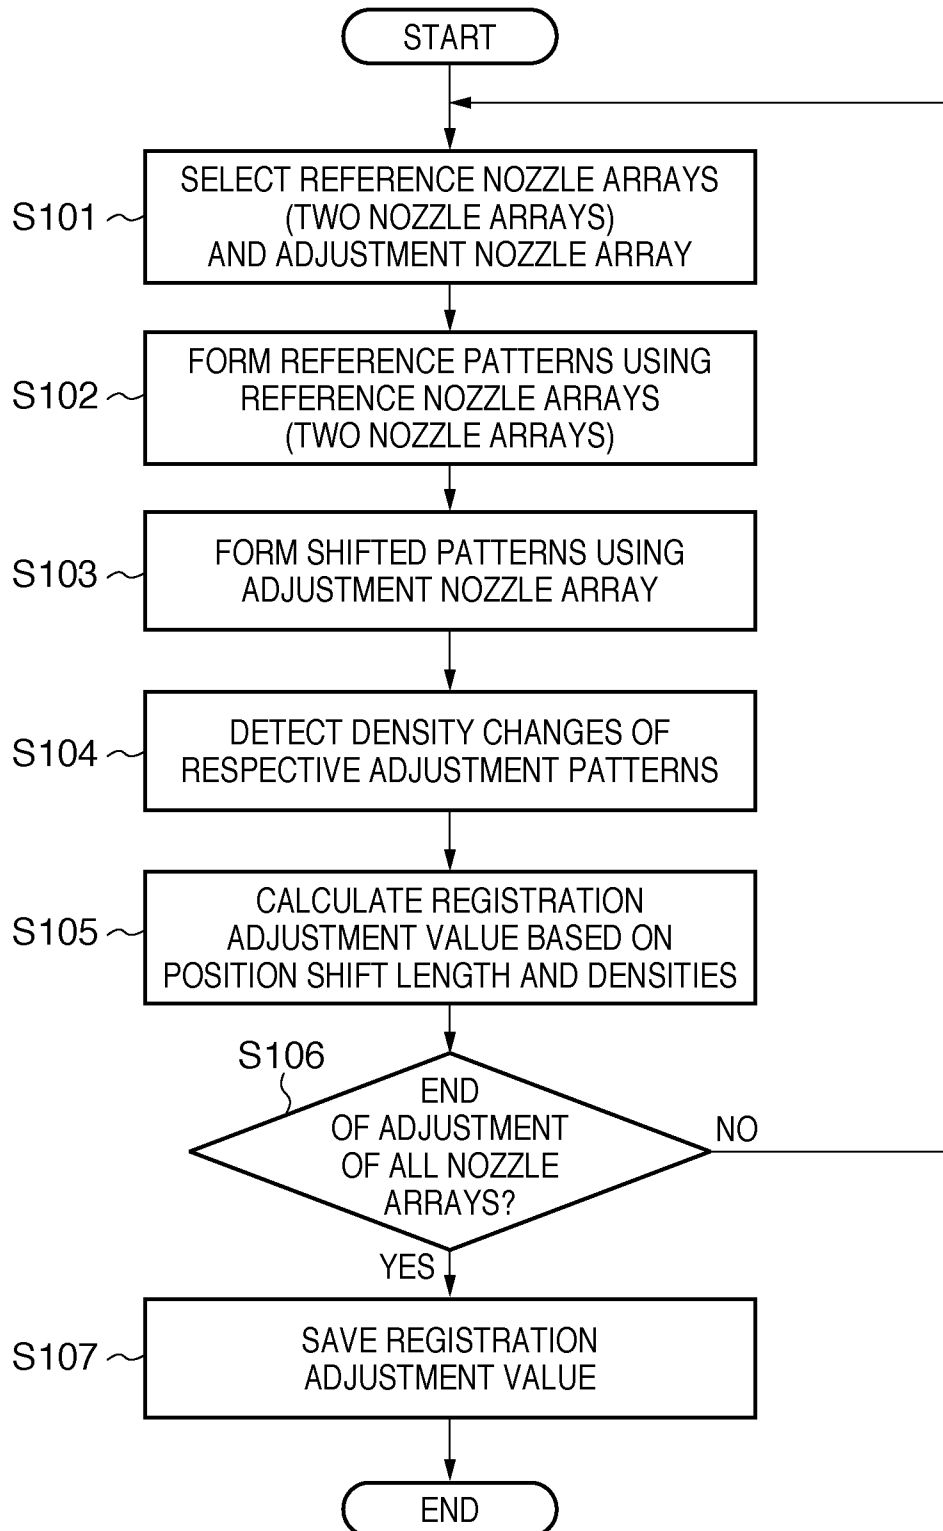 START
S101
SELECT REFERENCE NOZZLE ARRAYS
(TWO NOZZLE ARRAYS)
AND ADJUSTMENT NOZZLE ARRAY
S102
FORM REFERENCE PATTERNS USING
REFERENCE NOZZLE ARRAYS
(TWO NOZZLE ARRAYS)
S103
FORM SHIFTED PATTERNS USING
ADJUSTMENT NOZZLE ARRAY
S104
DETECT DENSITY CHANGES OF
RESPECTIVE ADJUSTMENT PATTERNS
S105
CALCULATE REGISTRATION
ADJUSTMENT VALUE BASED ON
POSITION SHIFT LENGTH AND DENSITIES
S106
END
OF ADJUSTMENT
OF ALL NOZZLE
ARRAYS?
NO
YES
S107
SAVE REGISTRATION
ADJUSTMENT VALUE
END